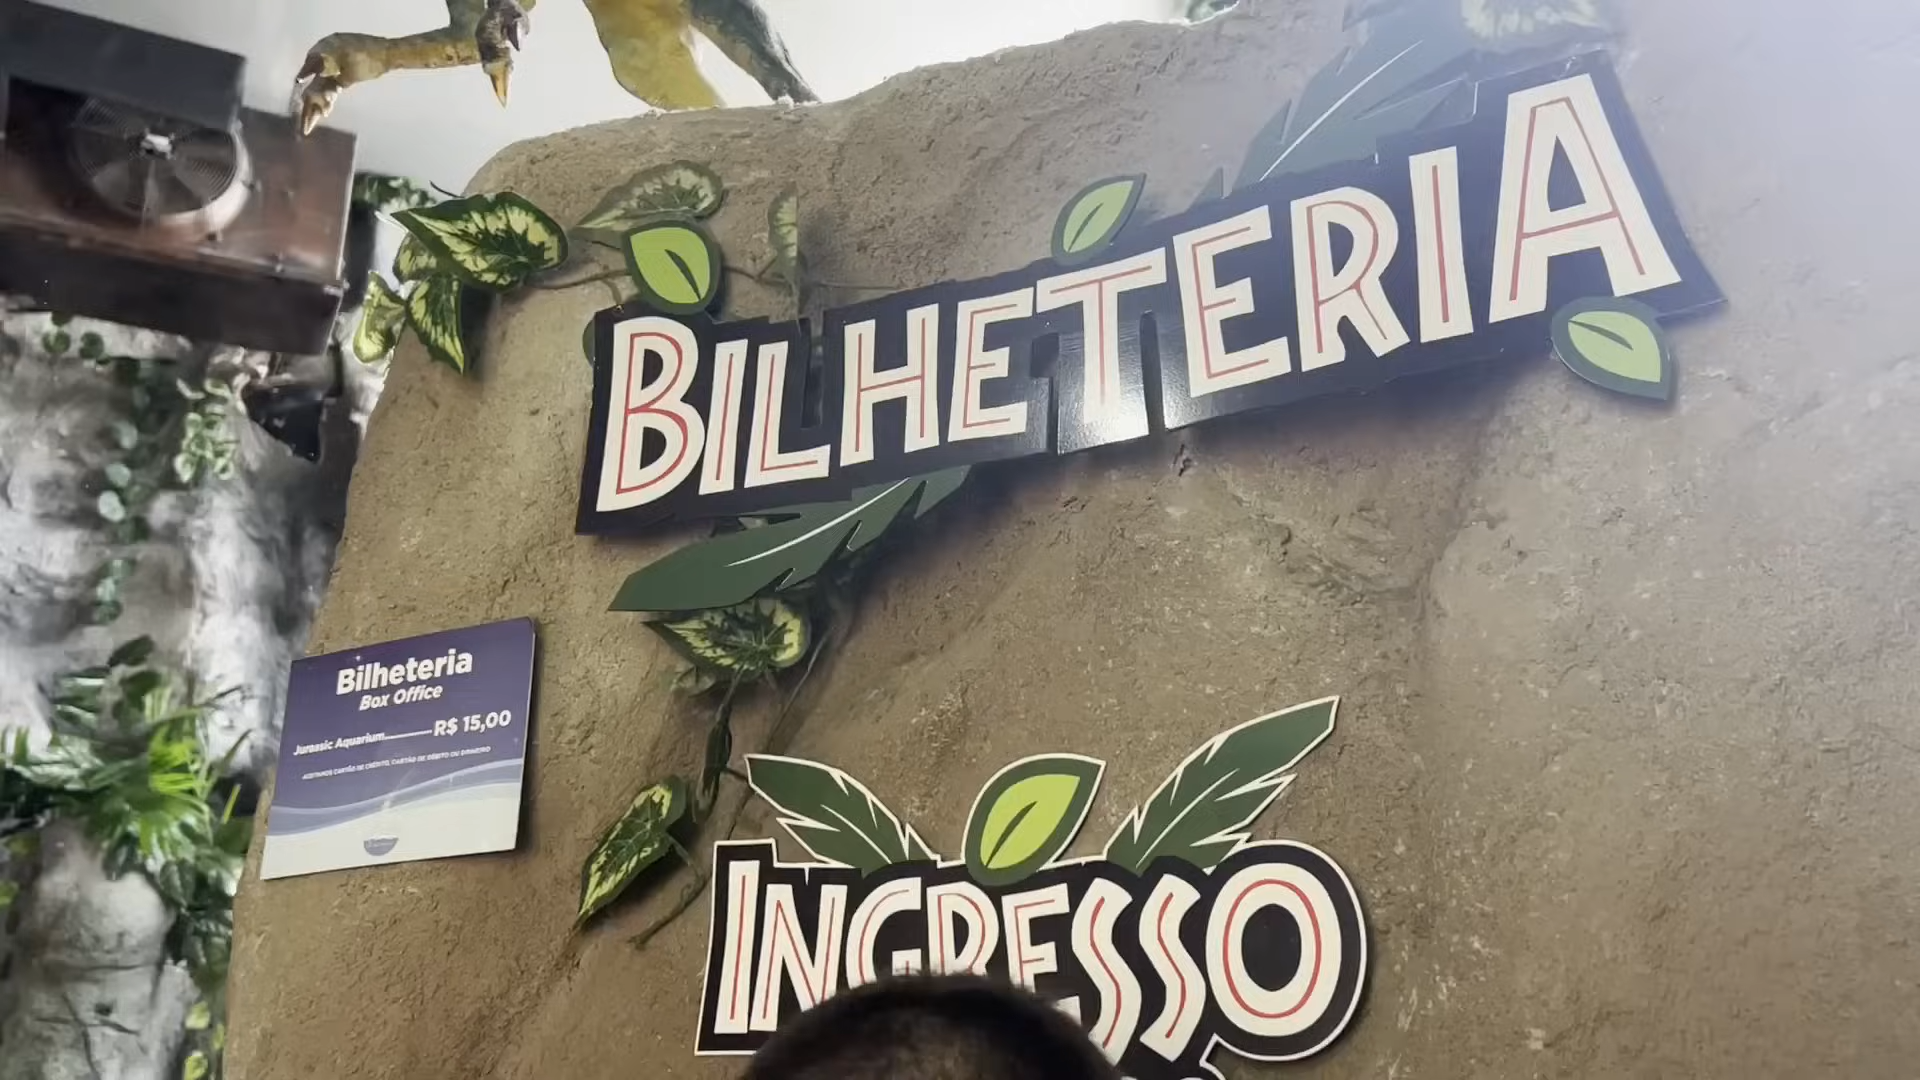 BILHETERIA
Bilheteria
Box Office
Jurassic Aquarium............R$ 15,00
ACEITAMOS CARTÃO DE CRÉDITO, CARTÃO DE DÉBITO OU DINHEIRO
INGRESSO